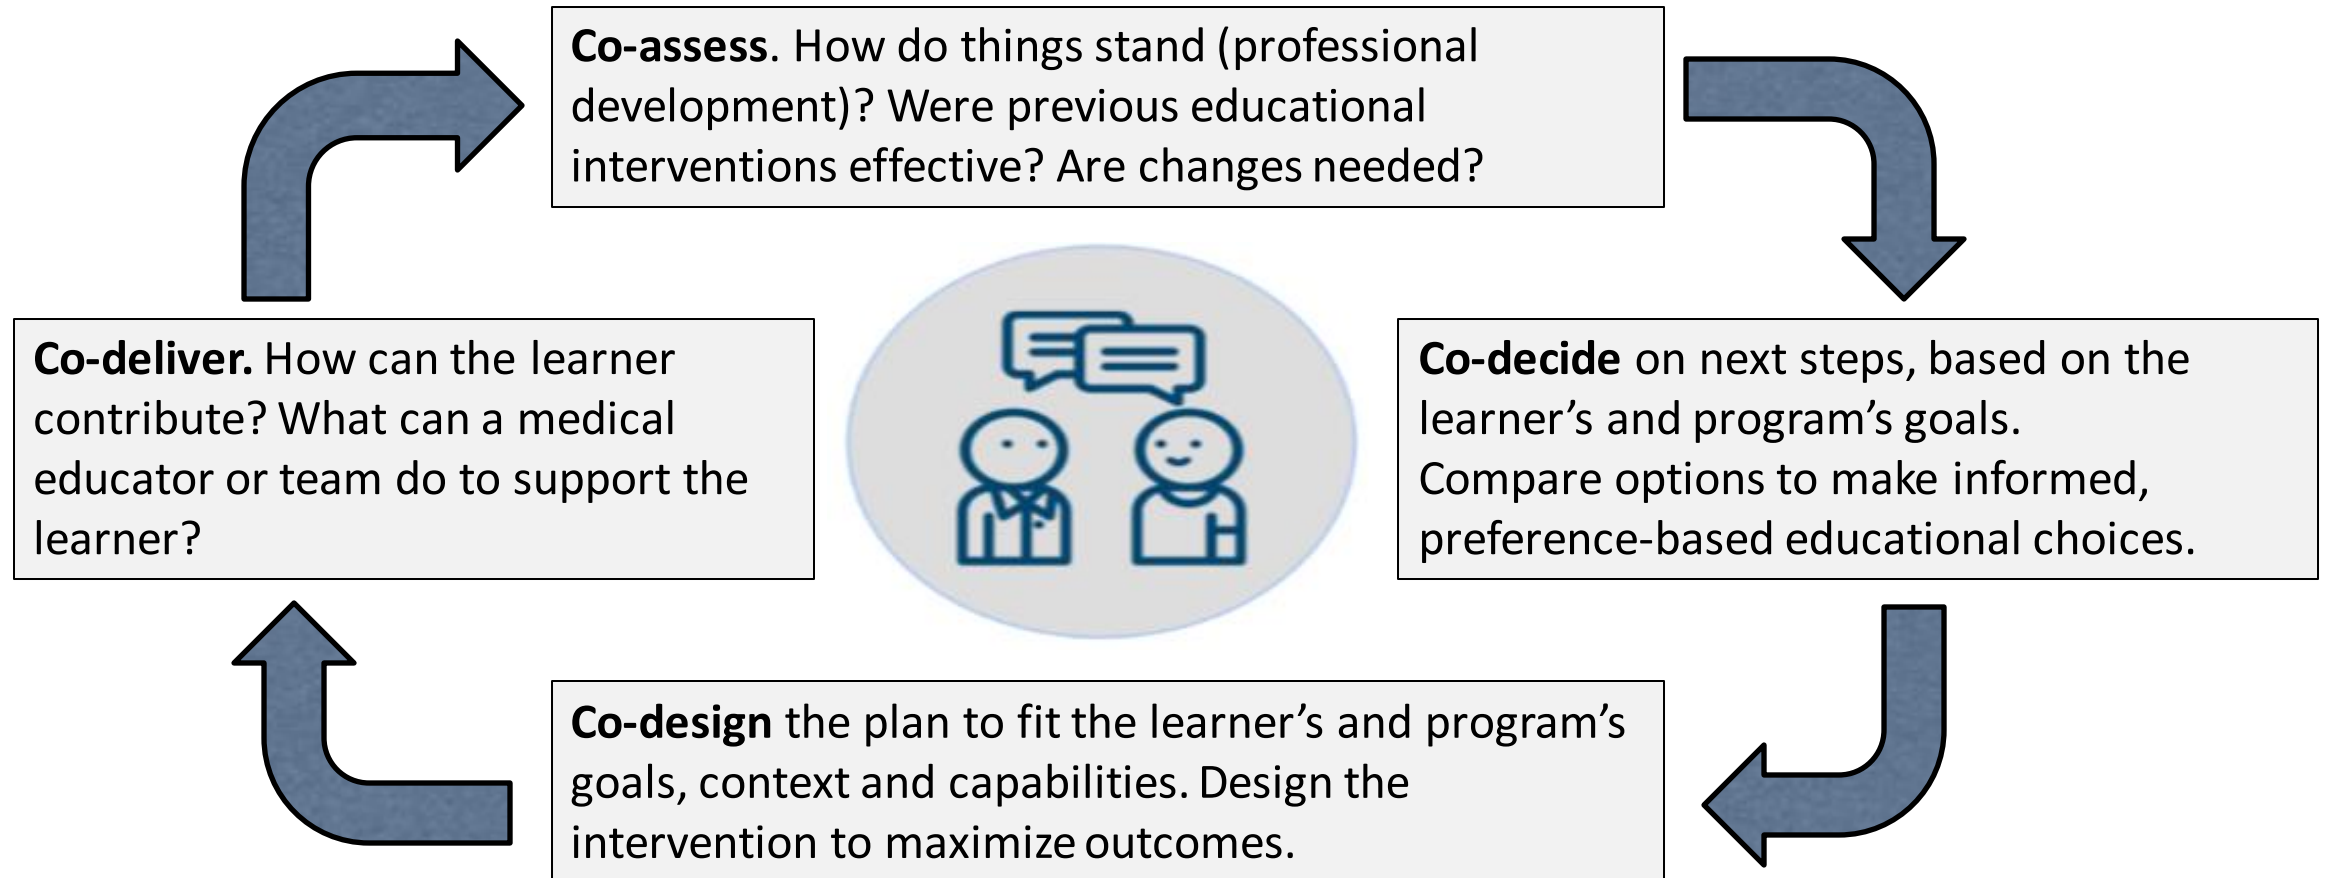 Co-assess. How do things stand (professional
development)? Were previous educational
interventions effective? Are changes needed?
Co-deliver. How can the learner
contribute? What can a medical
educator or team do to support the
learner?
Co-decide on next steps, based on the
learner’s and program’s goals.
Compare options to make informed,
preference-based educational choices.
Co-design the plan to fit the learner’s and program’s
goals, context and capabilities. Design the
intervention to maximize outcomes.